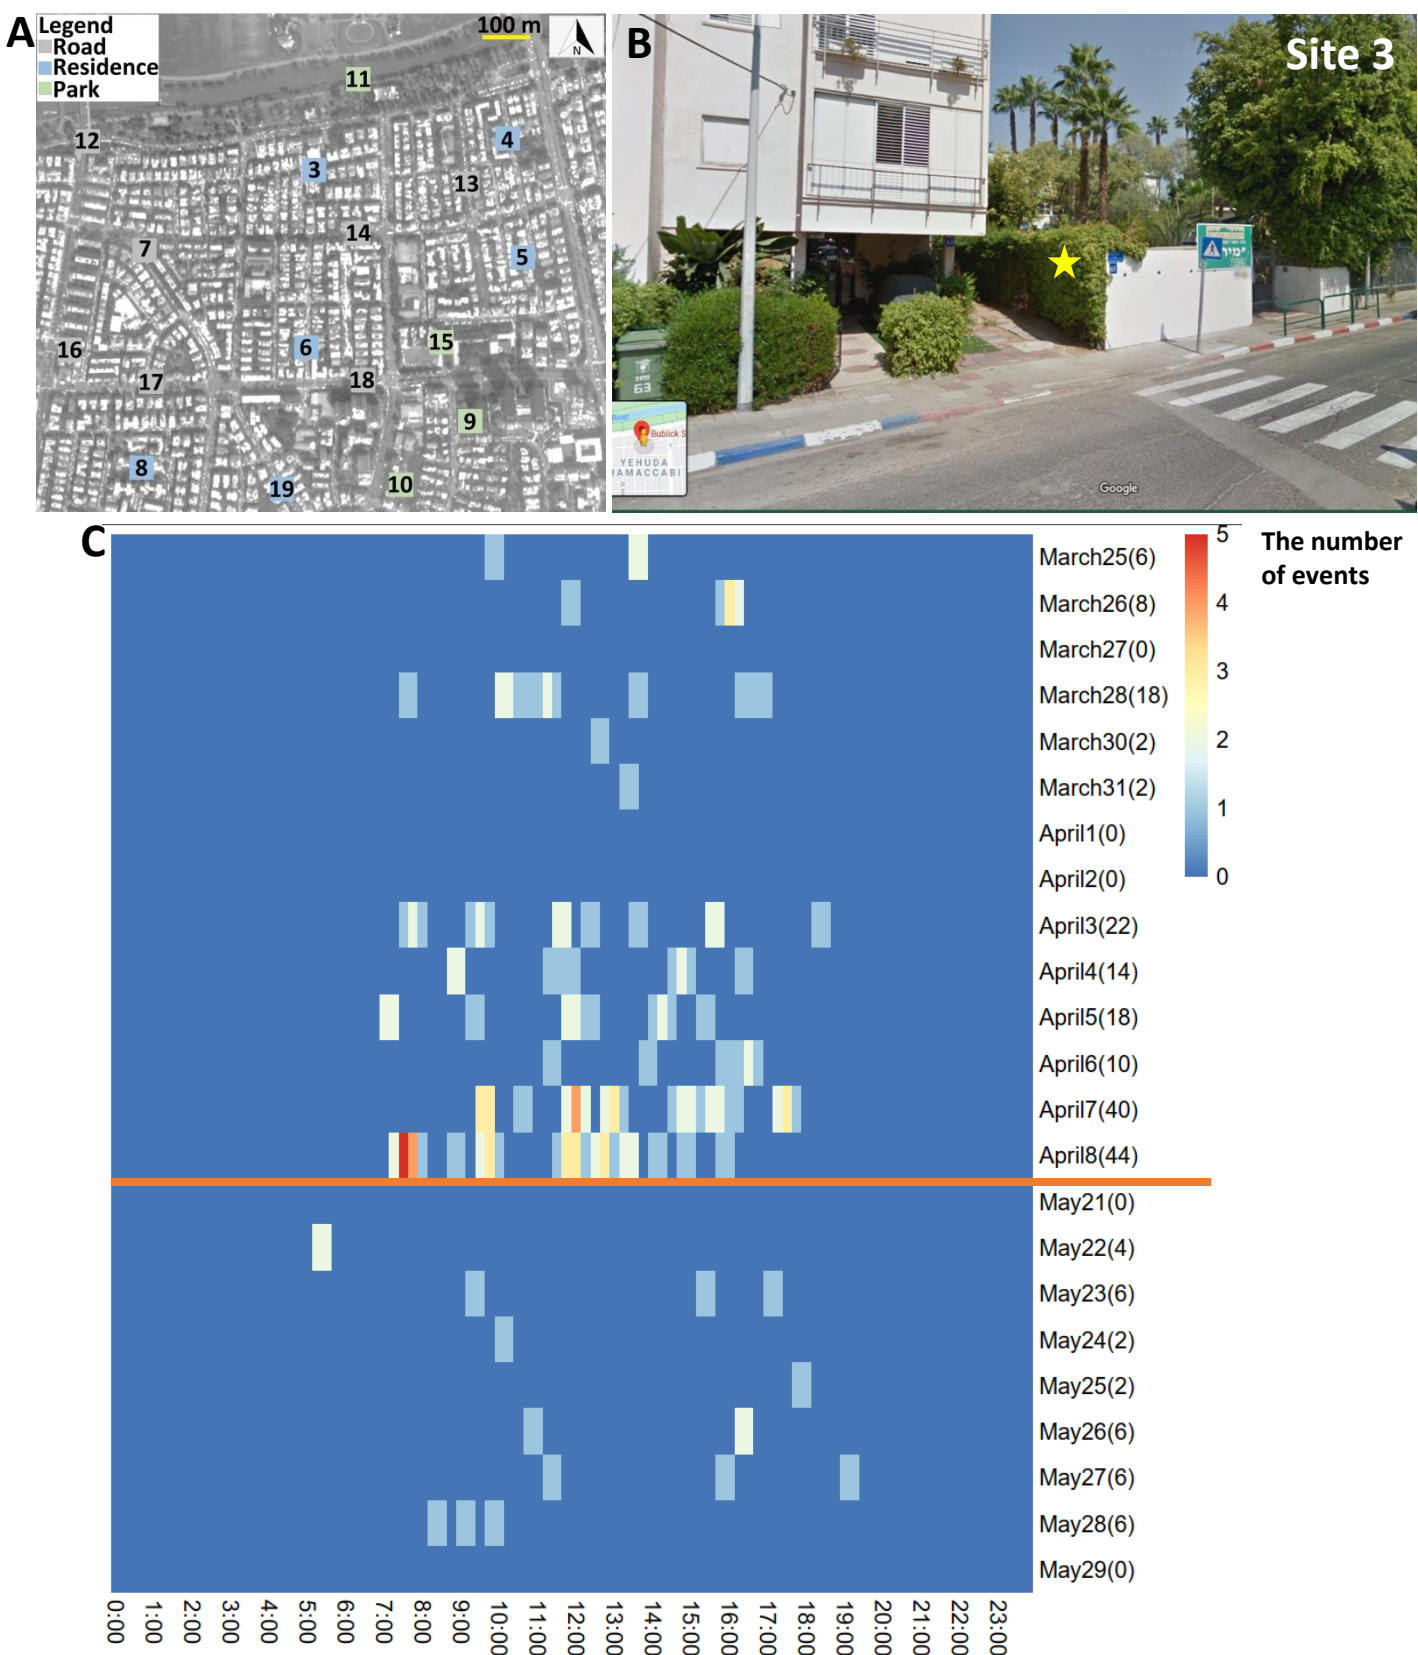 A
Legend
Road
Residence
Park
100 m
N
11
12
4
3
13
14
7
5
15
6
16
17
18
9
8
19
10
B
Site 3
63
River
Bublick S
YEHUDA
HAMACCABI
Google
C
The number
of events
5
4
3
2
1
0
March25(6)
March26(8)
March27(0)
March28(18)
March30(2)
March31(2)
April1(0)
April2(0)
April3(22)
April4(14)
April5(18)
April6(10)
April7(40)
April8(44)
May21(0)
May22(4)
May23(6)
May24(2)
May25(2)
May26(6)
May27(6)
May28(6)
May29(0)
0:00 1:00 2:00 3:00 4:00 5:00 6:00 7:00 8:00 9:00 10:00 11:00 12:00 13:00 14:00 15:00 16:00 17:00 18:00 19:00 20:00 21:00 22:00 23:00